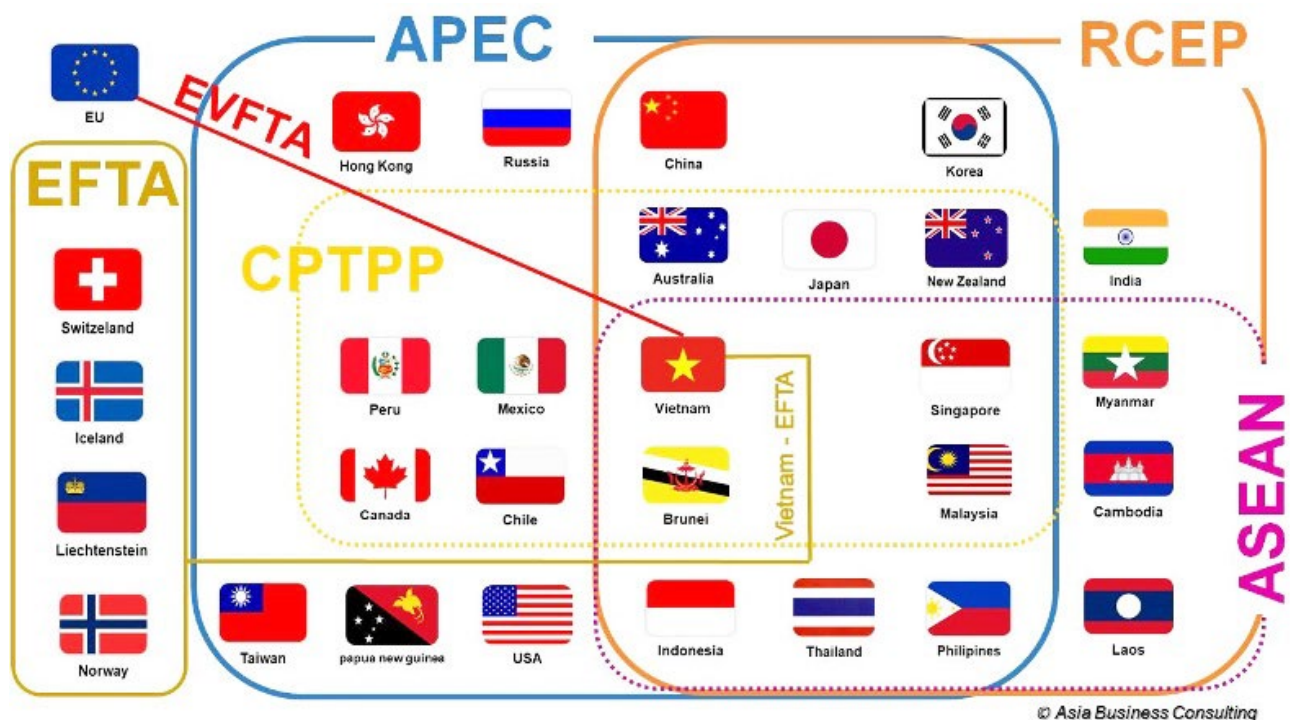 APEC
RCEP
EU
EVFTA
Hong Kong
Russia
China
Korea
EFTA
CPTPP
Switzeland
Australia
Japan
New Zealand
India
Iceland
Peru
Mexico
Vietnam
Vietnam - EFTA
Singapore
Myanmar
ASEAN
Liechtenstein
Canada
Chile
Brunei
Malaysia
Cambodia
Norway
Taiwan
papua new guinea
USA
Indonesia
Thailand
Philipines
Laos
© Asia Business Consulting